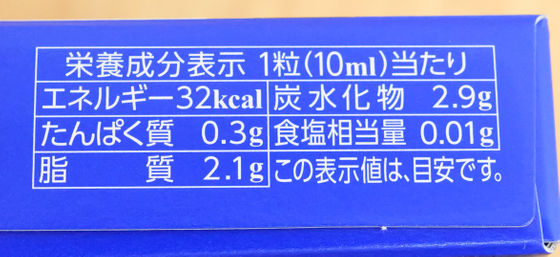 栄養成分表示 1粒(10ml)当たり
エネルギー32kcal 炭水化物 2.9g
たんぱく質 0.3g 食塩相当量 0.01g
脂質 2.1g この表示値は、目安です。